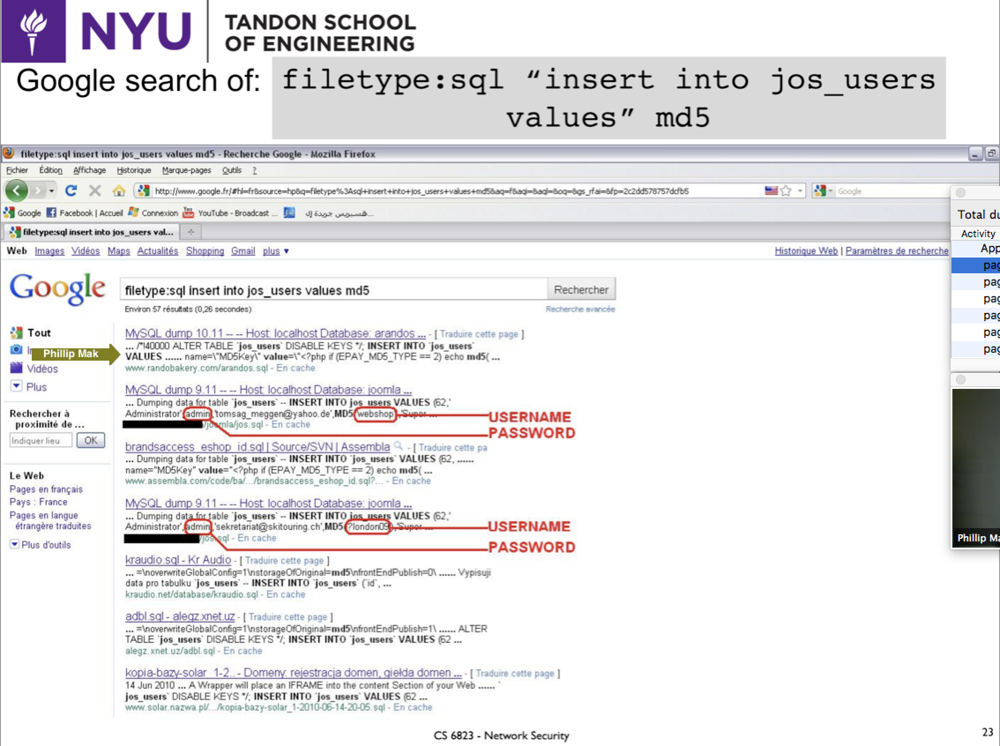 NYU
TANDON SCHOOL
OF ENGINEERING
Google search of:
filetype:sql “insert into jos_users
values” md5
filetype:sql insert into jos_users values md5 - Recherche Google - Mozilla Firefox
Fichier Édition Affichage Historique Marque-pages Outils ?
http://www.google.fr/#hl=fr&source=hp&q=filetype%3Asql+insert+into+jos_users+values+md5&aq=f&aqi=&aql=&oq=&gs_rfai=&fp=2c2dd578757dcfb5
Google
Google Facebook | Accueil Connexion YouTube - Broadcast ... هسبريس جريدة إل...
filetype:sql insert into jos_users val...
Web Images Vidéos Maps Actualités Shopping Gmail plus ▼
Historique Web | Paramètres de recherche
Total du
Activity
App
pag
pag
pag
pag
pag
pag
Google
filetype:sql insert into jos_users values md5
Rechercher
Environ 57 résultats (0,26 secondes)
Recherche avancée
Tout
Phillip Mak
Vidéos
Plus
Rechercher à
proximité de ...
Indiquer lieu OK
Le Web
Pages en français
Pays : France
Pages en langue
étrangère traduites
Plus d'outils
MySQL dump 10.11 -- -- Host: localhost Database: arandos ... - [ Traduire cette page ]
... /*!40000 ALTER TABLE `jos_users` DISABLE KEYS */; INSERT INTO `jos_users`
VALUES ...... name=\"MD5Key\" value=\"<?php if (EPAY_MD5_TYPE == 2) echo md5( ...
www.randobakery.com/arandos.sql - En cache
MySQL dump 9.11 -- -- Host: localhost Database: joomla ...
... Dumping data for table `jos_users` -- INSERT INTO jos_users VALUES (62,'
Administrator','admin','tomsag_meggen@yahoo.de',MD5('webshop'),'Super ...
/joomla/jos.sql - En cache
USERNAME
PASSWORD
brandsaccess_eshop_id.sql | Source/SVN | Assembla - [ Traduire cette pa
... Dumping data for table `jos_users` -- INSERT INTO `jos_users` VALUES (62, ......
name="MD5Key" value="<?php if (EPAY_MD5_TYPE == 2) echo md5( ...
www.assembla.com/code/ba/.../brandsaccess_eshop_id.sql?... - En cache
MySQL dump 9.11 -- -- Host: localhost Database: joomla ...
... Dumping data for table `jos_users` -- INSERT INTO jos_users VALUES (62,'
Administrator','admin','sekretariat@skitouring.ch',MD5('?london09'),'Super ...
/jos.sql - En cache
USERNAME
PASSWORD
kraudio.sql - Kr Audio - [ Traduire cette page ]
... =\noverwriteGlobalConfig=1\nstorageOfOriginal=md5\nfrontEndPublish=0\ ...... Vypisuji
data pro tabulku `jos_users` -- INSERT INTO `jos_users` (`id`, ...
kraudio.net/database/kraudio.sql - En cache
adbl.sql - alegz.xnet.uz - [ Traduire cette page ]
... =\noverwriteGlobalConfig=1\nstorageOfOriginal=md5\nfrontEndPublish=1\ ...... ALTER
TABLE `jos_users` DISABLE KEYS */; INSERT INTO `jos_users` VALUES (62 ...
alegz.xnet.uz/adbl.sql - En cache
kopia-bazy-solar_1-2.. - Domeny: rejestracja domen, giełda domen ... - [ Traduire cette page ]
14 Jun 2010 ... A Wrapper will place an IFRAME into the content Section of your Web ...... `
jos_users` DISABLE KEYS */; INSERT INTO `jos_users` VALUES (62 ...
www.solar.nazwa.pl/.../kopia-bazy-solar_1-2010-06-14-20-05.sql - En cache
Phillip Ma
CS 6823 - Network Security
23